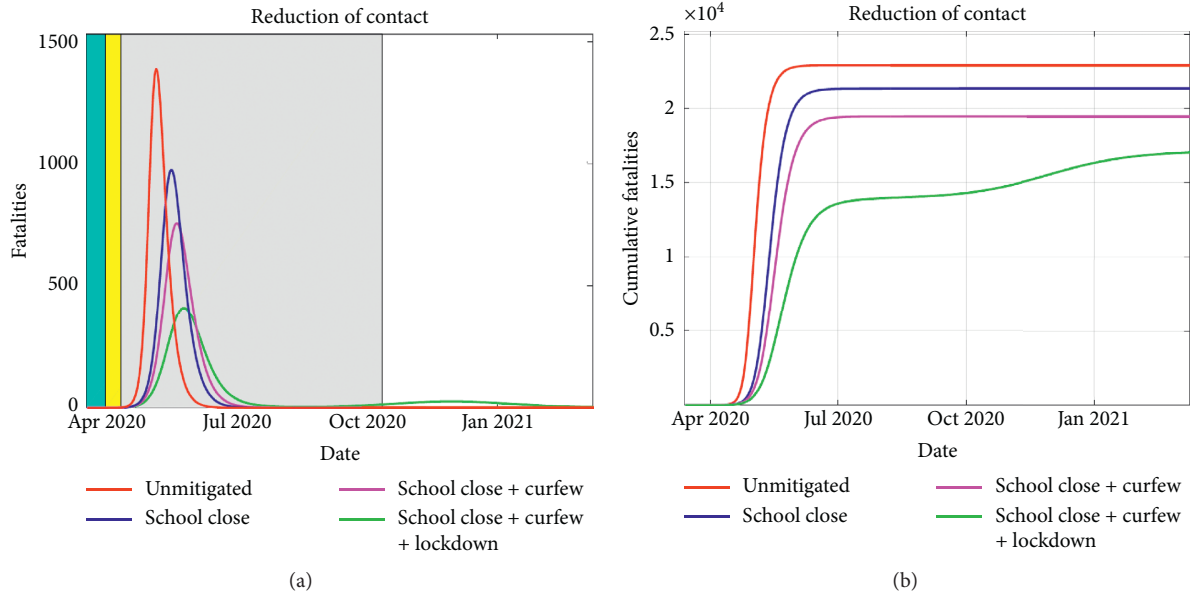 Reduction of contact
1500
1000
500
0
Fatalities
Apr 2020
Jul 2020
Oct 2020
Jan 2021
Date
Unmitigated
School close
School close + curfew
School close + curfew
+ lockdown
(a)
×10⁴
Reduction of contact
2.5
2
1.5
1
0.5
Cumulative fatalities
Apr 2020
Jul 2020
Oct 2020
Jan 2021
Date
Unmitigated
School close
School close + curfew
School close + curfew
+ lockdown
(b)